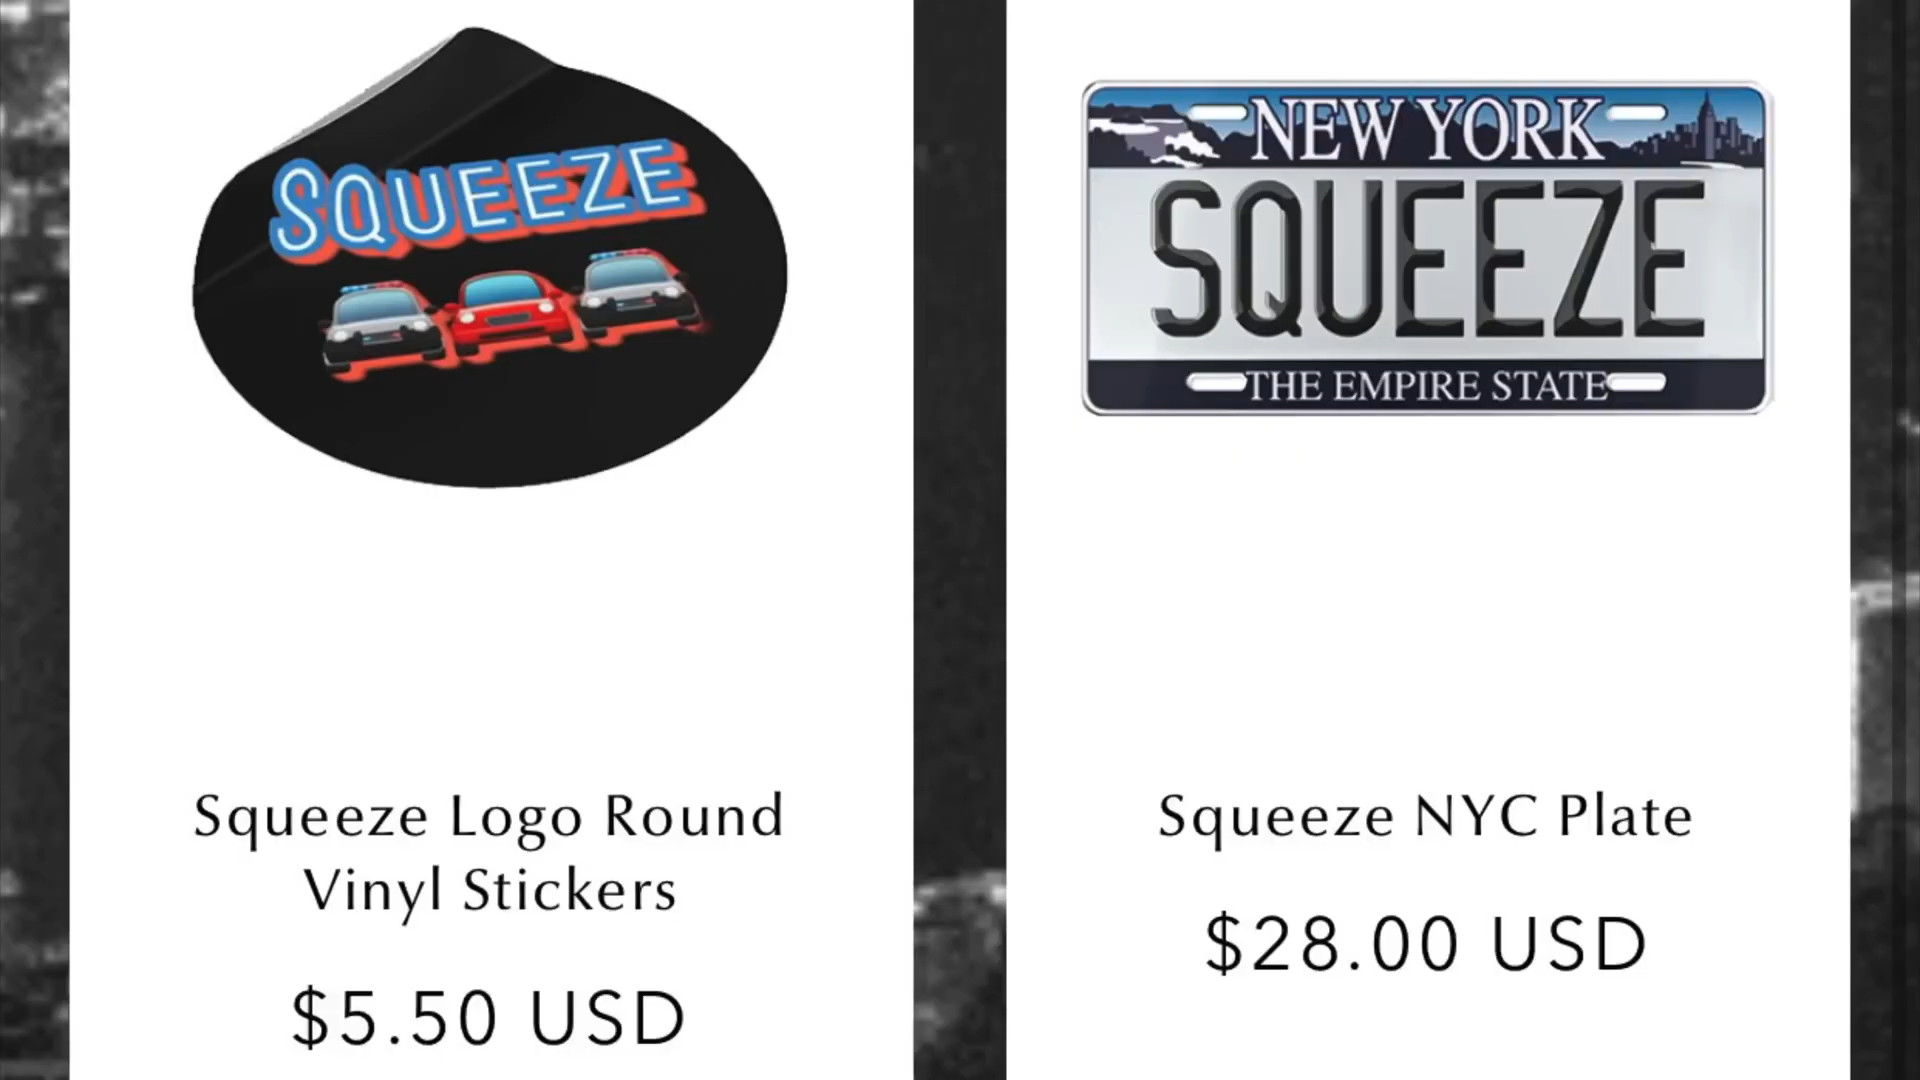 SQUEEZE
Squeeze Logo Round
Vinyl Stickers
$5.50 USD
NEW YORK
SQUEEZE
THE EMPIRE STATE
Squeeze NYC Plate
$28.00 USD